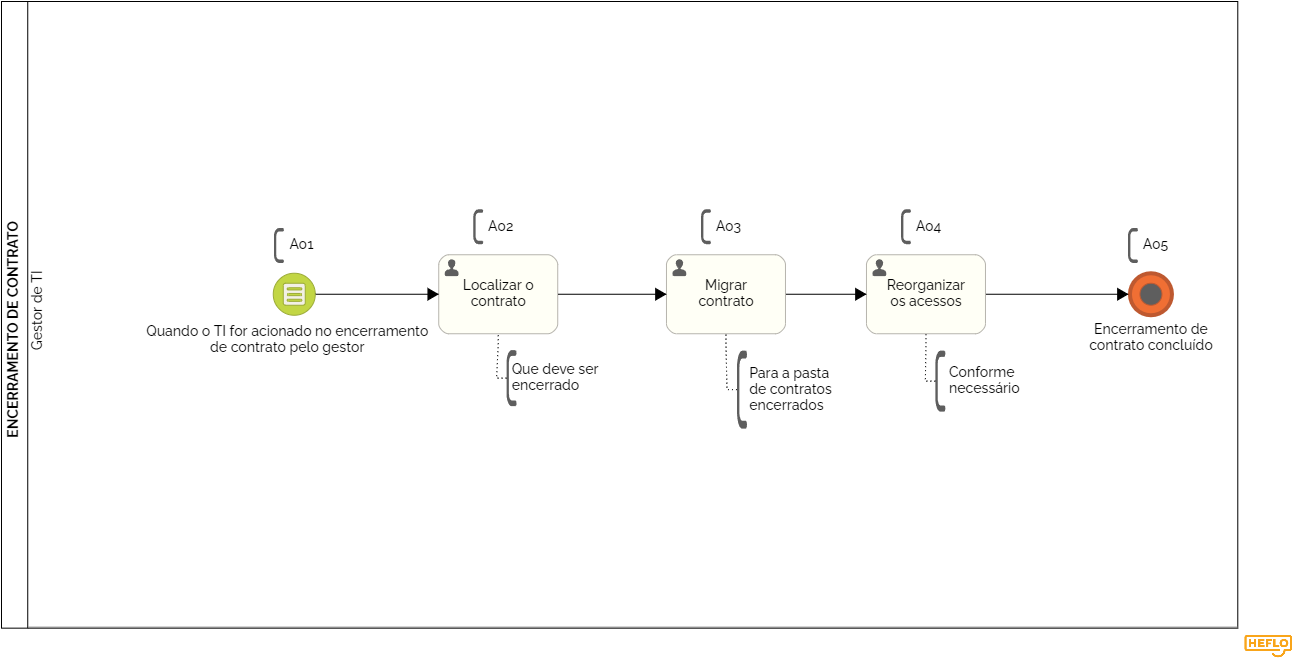 ENCERRAMENTO DE CONTRATO
Gestor de TI
A01
Quando o TI for acionado no encerramento
de contrato pelo gestor
A02
Localizar o
contrato
Que deve ser
encerrado
A03
Migrar
contrato
Para a pasta
de contratos
encerrados
A04
Reorganizar
os acessos
Conforme
necessário
A05
Encerramento de
contrato concluído
HEFLO